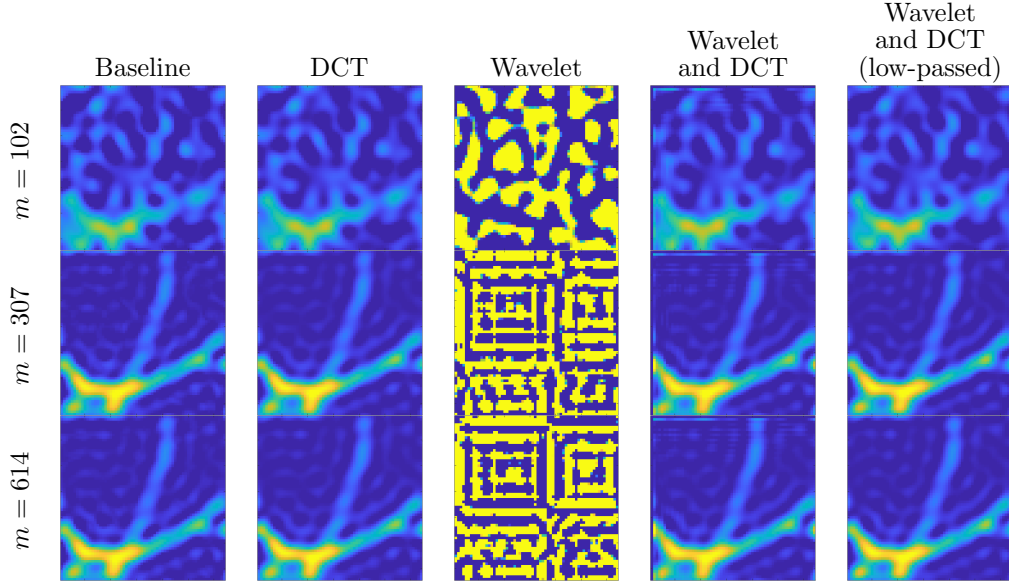 Baseline
DCT
Wavelet
Wavelet
and DCT
Wavelet
and DCT
(low-passed)
m = 102
m = 307
m = 614